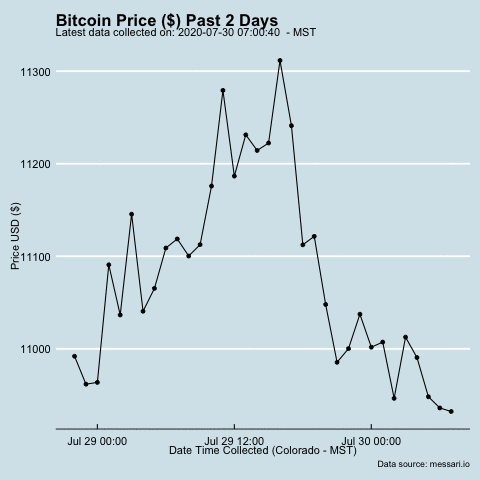 Bitcoin Price ($) Past 2 Days
Latest data collected on: 2020-07-30 07:00:40  - MST
11300
11200
11100
11000
Price USD ($)
Jul 29 00:00
Jul 29 12:00
Jul 30 00:00
Date Time Collected (Colorado - MST)
Data source: messari.io